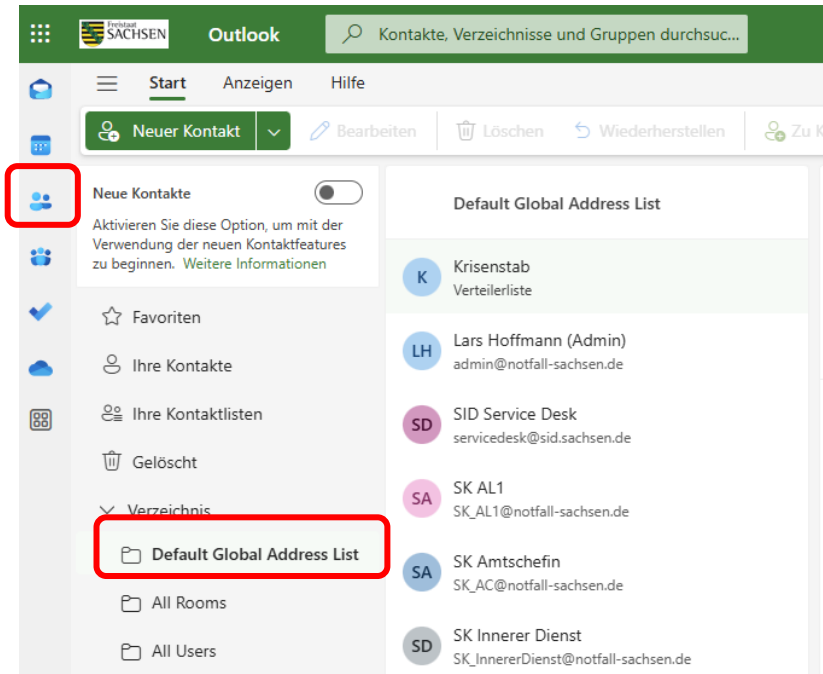 Freistaat
SACHSEN
Outlook
Kontakte, Verzeichnisse und Gruppen durchsuc...
Start Anzeigen Hilfe
Neuer Kontakt
Bearbeiten
Löschen
Wiederherstellen
Zu K
Neue Kontakte
Aktivieren Sie diese Option, um mit der
Verwendung der neuen Kontaktfeatures
zu beginnen. Weitere Informationen
Favoriten
Ihre Kontakte
Ihre Kontaktlisten
Gelöscht
Verzeichnis
Default Global Address List
All Rooms
All Users
Default Global Address List
K
Krisenstab
Verteilerliste
LH
Lars Hoffmann (Admin)
admin@notfall-sachsen.de
SD
SID Service Desk
servicedesk@sid.sachsen.de
SA
SK AL1
SK_AL1@notfall-sachsen.de
SA
SK Amtschefin
SK_AC@notfall-sachsen.de
SD
SK Innerer Dienst
SK_InnererDienst@notfall-sachsen.de